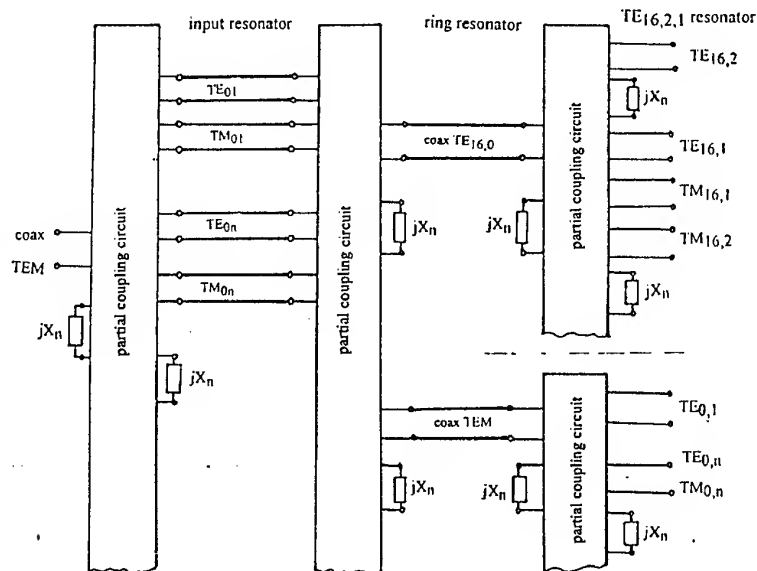 input resonator
ring resonator
TE16,2,1 resonator
TE01
TM01
TE0n
TM0n
coax
TEM
jXn
jXn
partial coupling circuit
partial coupling circuit
coax TE16,0
jXn
jXn
coax TEM
jXn
jXn
partial coupling circuit
TE16,2
jXn
TE16,1
TM16,1
TM16,2
jXn
partial coupling circuit
TE0,1
TE0,n
TM0,n
jXn